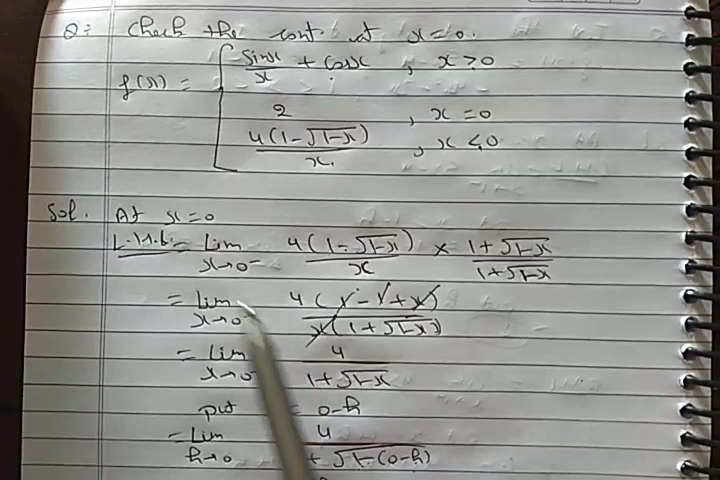 Q: Check the cont. at x=0.
f(x) = { sinx/x + cosx , x>0
2 , x=0
4(1-√1-x)/x. , x<0
Sol. At x=0
L.H.L = Lim x→0⁻ 4(1-√1-x)/x × 1+√1-x/1+√1-x
= lim x→0 4(1-1+x)/x(1+√1-x)
= Lim x→0 4/1+√1-x
put = 0-h
= Lim h→0 4/+√1-(0-h)